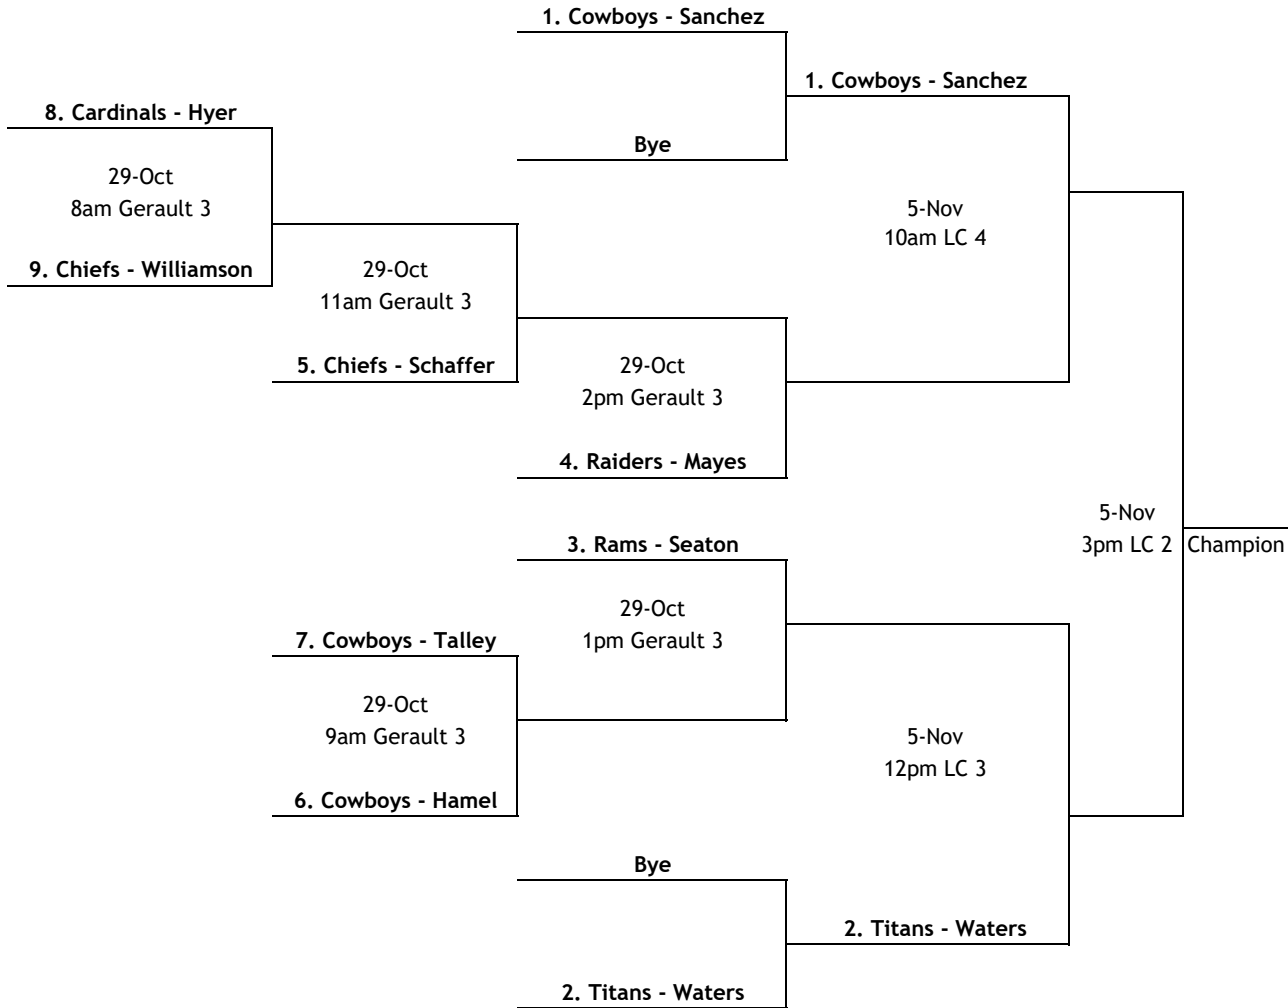 1. Cowboys - Sanchez
1. Cowboys - Sanchez
8. Cardinals - Hyer
Bye
29-Oct
8am Gerault 3
5-Nov
10am LC 4
9. Chiefs - Williamson
29-Oct
11am Gerault 3
5. Chiefs - Schaffer
29-Oct
2pm Gerault 3
4. Raiders - Mayes
5-Nov
3pm LC 2
Champion
3. Rams - Seaton
29-Oct
1pm Gerault 3
7. Cowboys - Talley
29-Oct
9am Gerault 3
5-Nov
12pm LC 3
6. Cowboys - Hamel
Bye
2. Titans - Waters
2. Titans - Waters